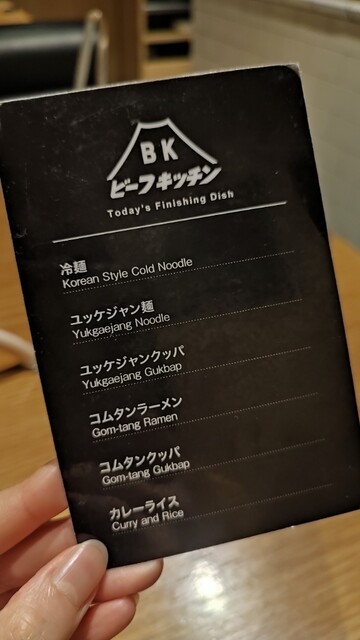 BK
ビーフキッチン
Today's Finishing Dish
冷麺
Korean Style Cold Noodle
ユッケジャン麺
Yukgaejang Noodle
ユッケジャンクッパ
Yukgaejang Gukbap
コムタンラーメン
Gom-tang Ramen
コムタンクッパ
Gom-tang Gukbap
カレーライス
Curry and Rice